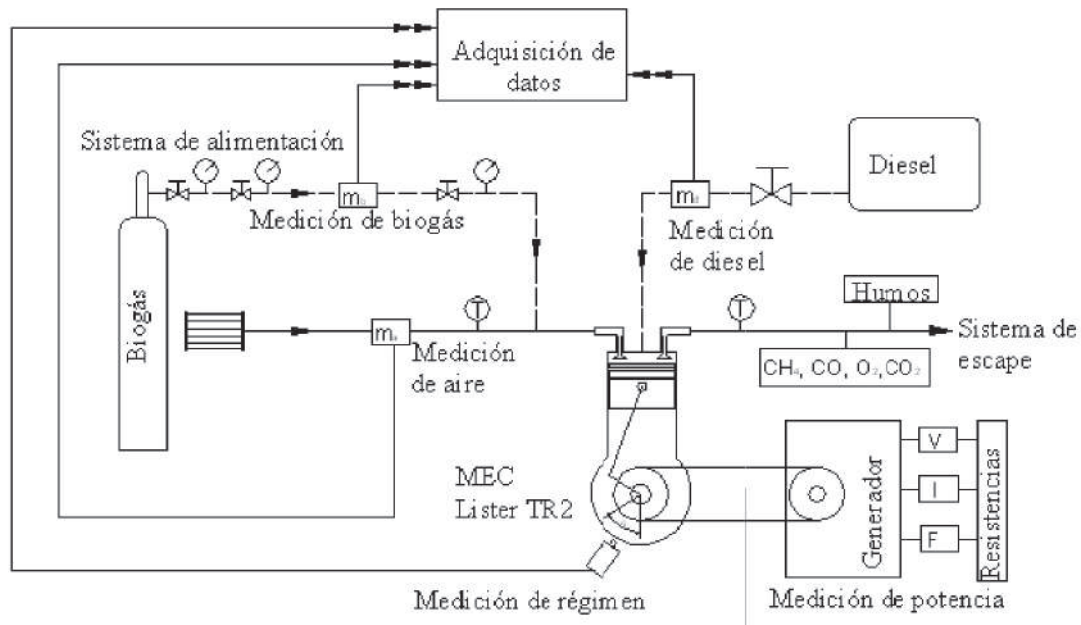 Adquisición de
datos
Sistema de alimentación
Diesel
m
Medición de biogás
m
Medición
de diesel
Biogás
T
T
Humos
Sistema de
escape
m
Medición
de aire
CH₄, CO, O₂,CO₂
MEC
Lister TR2
Generador
V
I
F
Resistencias
Medición de régimen
Medición de potencia